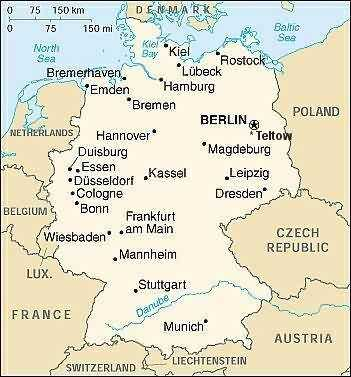 0 75 150 km
0 75 150 mi
DENMARK
Baltic
Sea
North
Sea
Kiel
Bay
Kiel
Rostock
Lübeck
Bremerhaven
Hamburg
Emden
Bremen
BERLIN
POLAND
Teltow
NETHERLANDS
Hannover
Magdeburg
Duisburg
Essen
Düsseldorf
Kassel
Leipzig
Cologne
Dresden
Bonn
BELGIUM
Frankfurt
am Main
Wiesbaden
CZECH
REPUBLIC
Mannheim
LUX.
Stuttgart
FRANCE
Danube
Munich
AUSTRIA
LIECHTENSTEIN
SWITZERLAND